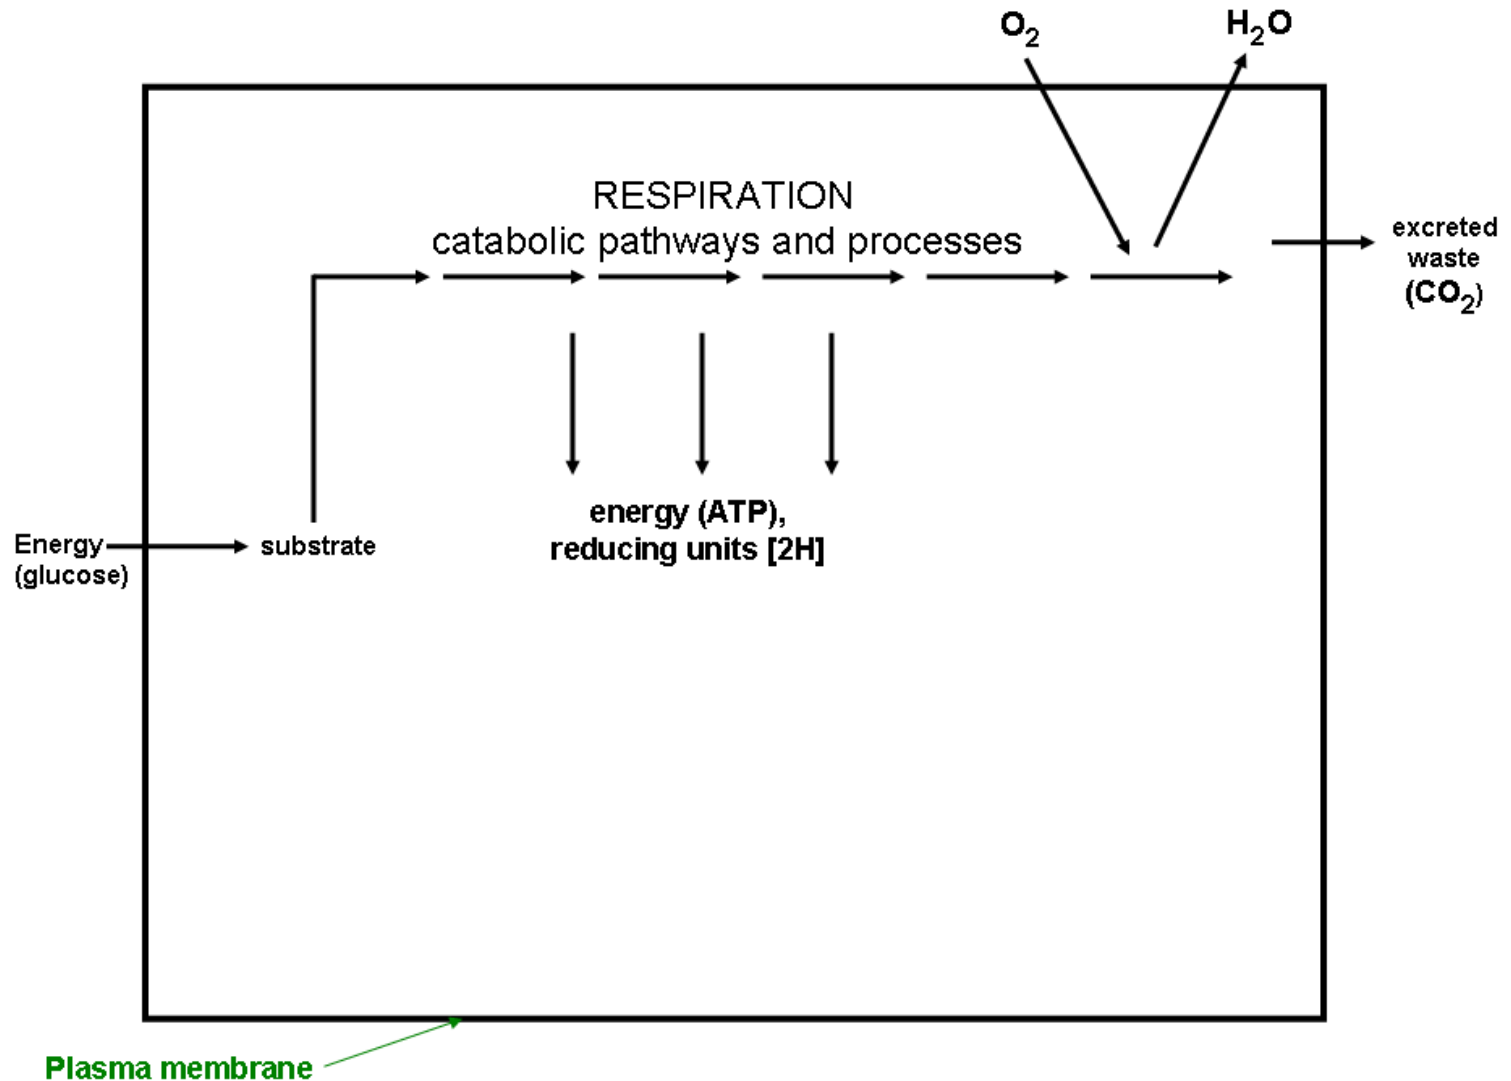 O₂
H₂O
RESPIRATION
catabolic pathways and processes
excreted
waste
(CO₂)
energy (ATP),
reducing units [2H]
Energy
(glucose)
substrate
Plasma membrane